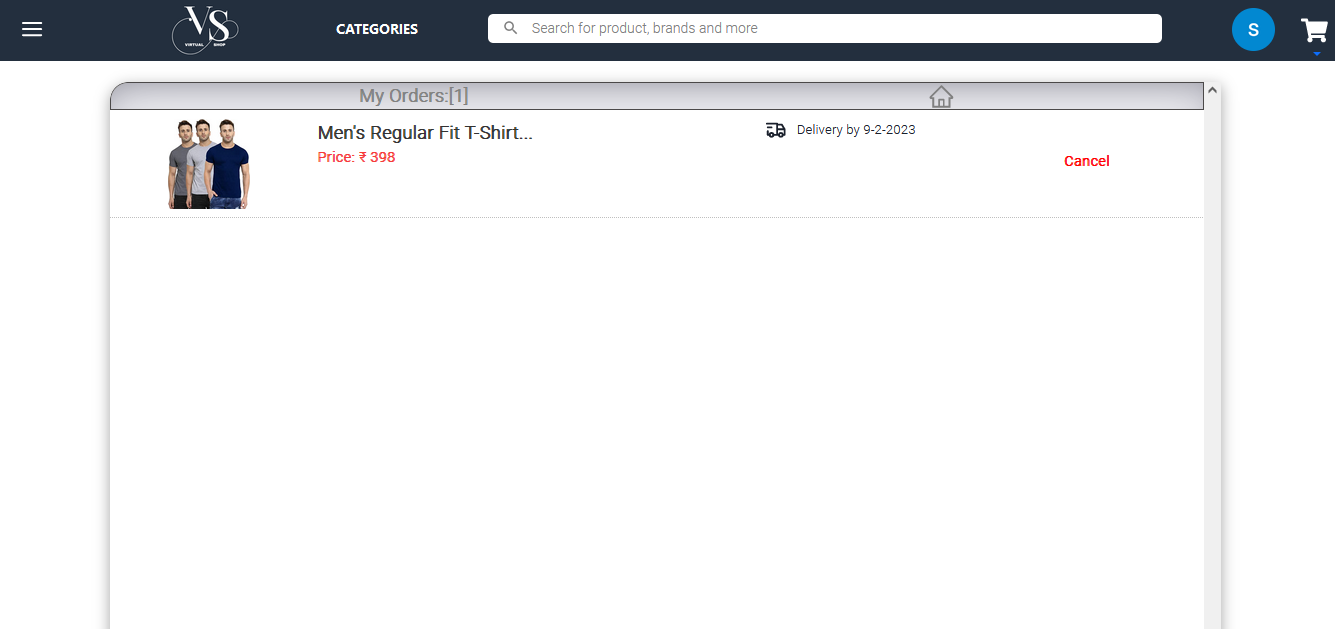 VS
VIRTUAL SHOP
CATEGORIES
Search for product, brands and more
S
My Orders:[1]
Men's Regular Fit T-Shirt...
Price: ₹ 398
Delivery by 9-2-2023
Cancel